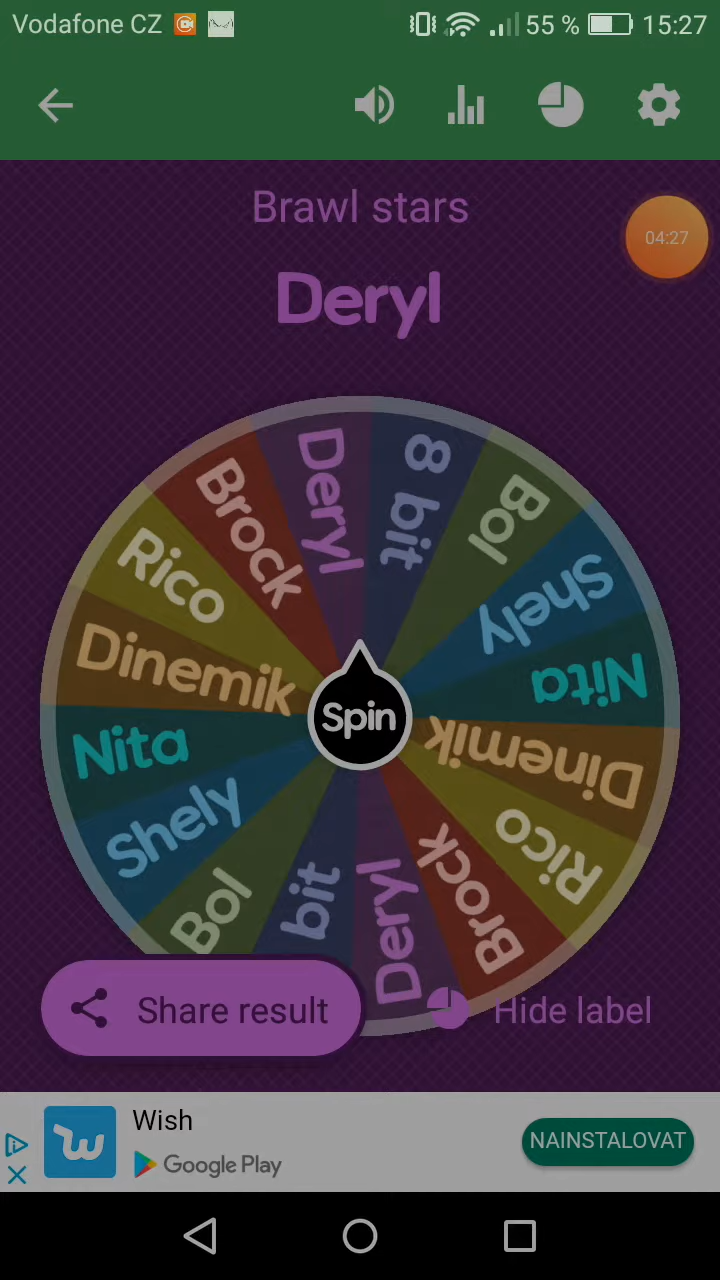 Vodafone CZ 55 % 15:27
Brawl stars
04:27
Deryl
Deryl
8 bit
Bol
Shely
Nita
Dinemik
Rico
Brock
Deryl
bit
Bol
Shely
Nita
Dinemik
Rico
Brock
Spin
Share result
Hide label
Wish
Google Play
NAINSTALOVAT